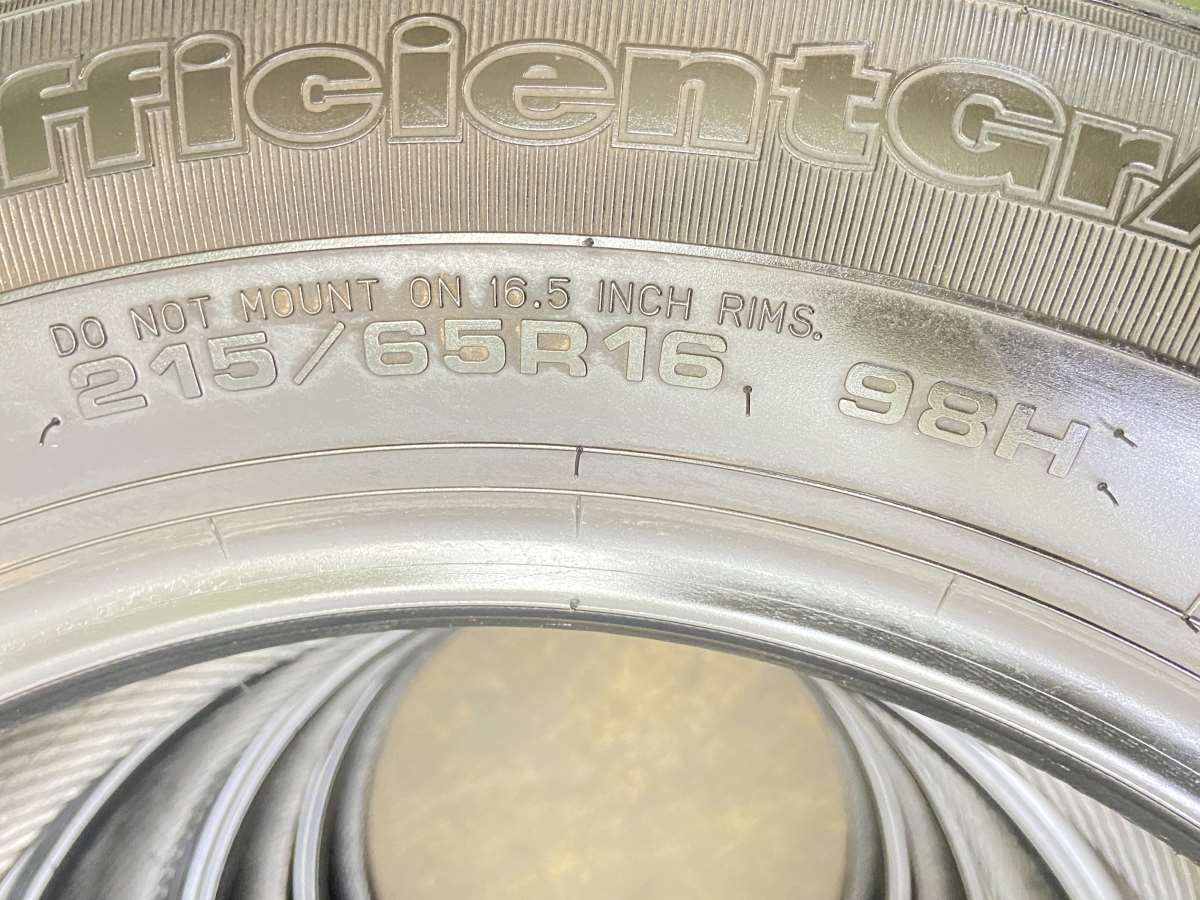 fficientGr
DO NOT MOUNT ON 16.5 INCH RIMS.
215/65R16 98H